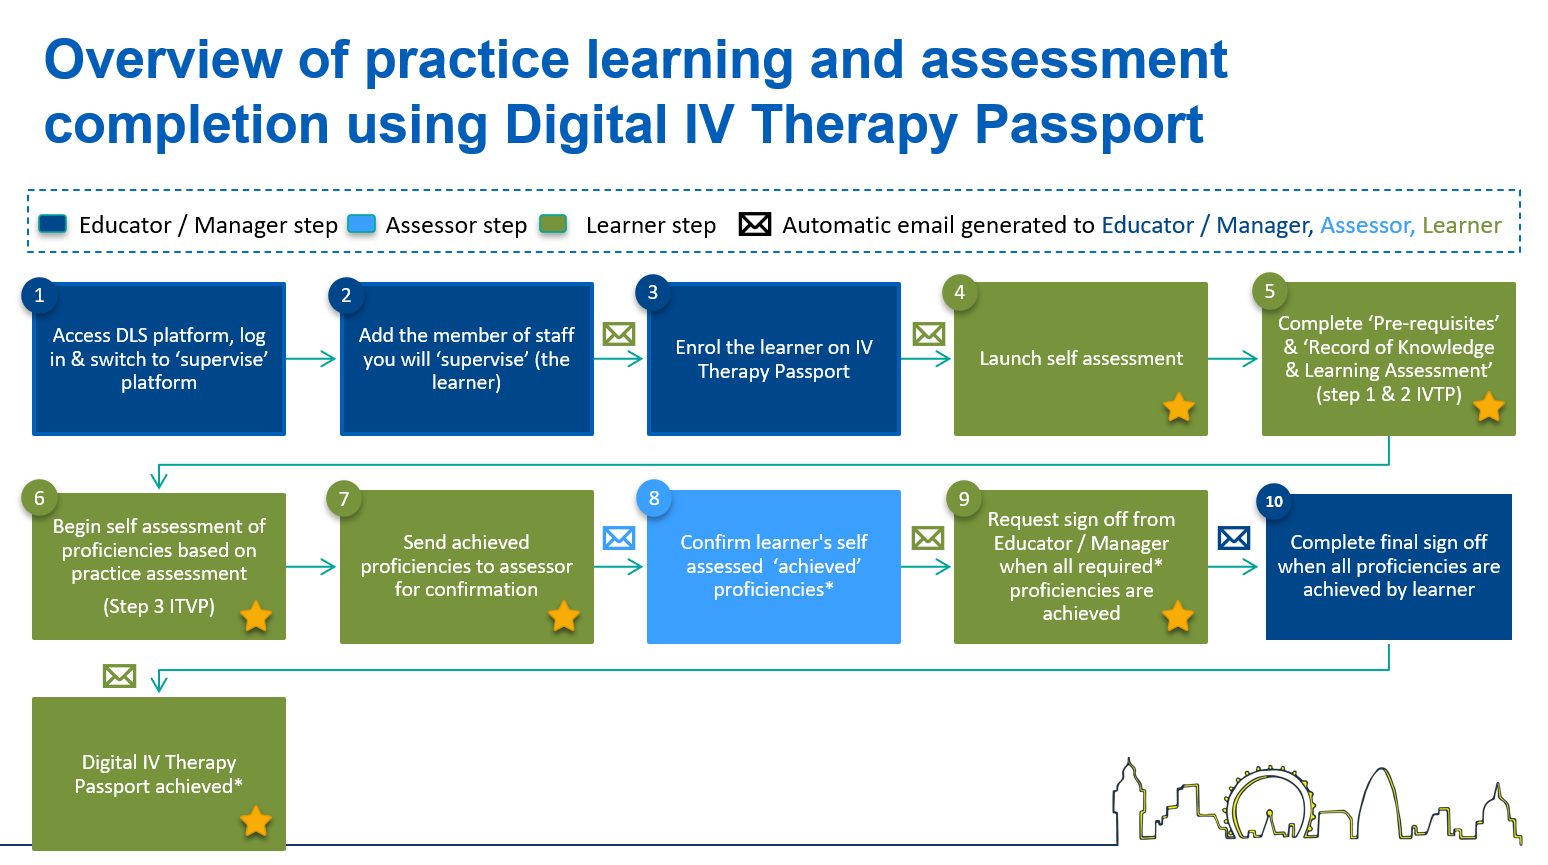 Overview of practice learning and assessment
completion using Digital IV Therapy Passport
Educator / Manager step
Assessor step
Learner step
Automatic email generated to Educator / Manager, Assessor, Learner
1
Access DLS platform, log
in & switch to ‘supervise’
platform
2
Add the member of staff
you will ‘supervise’ (the
learner)
3
Enrol the learner on IV
Therapy Passport
4
Launch self assessment
5
Complete ‘Pre-requisites’
& ‘Record of Knowledge
& Learning Assessment’
(step 1 & 2 IVTP)
6
Begin self assessment of
proficiencies based on
practice assessment
(Step 3 ITVP)
7
Send achieved
proficiencies to assessor
for confirmation
8
Confirm learner's self
assessed ‘achieved’
proficiencies*
9
Request sign off from
Educator / Manager
when all required*
proficiencies are
achieved
10
Complete final sign off
when all proficiencies are
achieved by learner
Digital IV Therapy
Passport achieved*